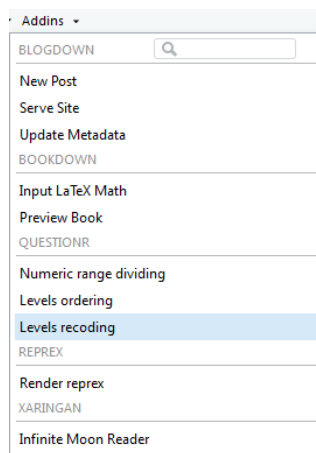 Addins
BLOGDOWN
New Post
Serve Site
Update Metadata
BOOKDOWN
Input LaTeX Math
Preview Book
QUESTIONR
Numeric range dividing
Levels ordering
Levels recoding
REPREX
Render reprex
XARINGAN
Infinite Moon Reader